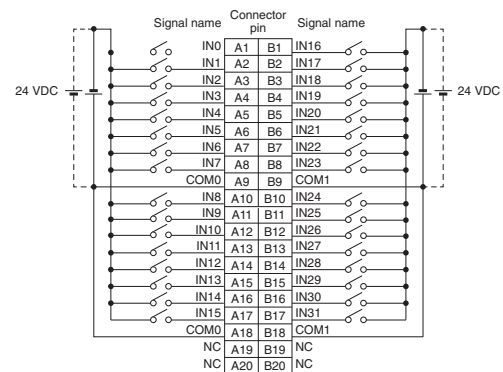 Signal name Connector pin Signal name
IN0 A1 B1 IN16
IN1 A2 B2 IN17
IN2 A3 B3 IN18
24 VDC IN3 A4 B4 IN19 24 VDC
IN4 A5 B5 IN20
IN5 A6 B6 IN21
IN6 A7 B7 IN22
IN7 A8 B8 IN23
COM0 A9 B9 COM1
IN8 A10 B10 IN24
IN9 A11 B11 IN25
IN10 A12 B12 IN26
IN11 A13 B13 IN27
IN12 A14 B14 IN28
IN13 A15 B15 IN29
IN14 A16 B16 IN30
IN15 A17 B17 IN31
COM0 A18 B18 COM1
NC A19 B19 NC
NC A20 B20 NC